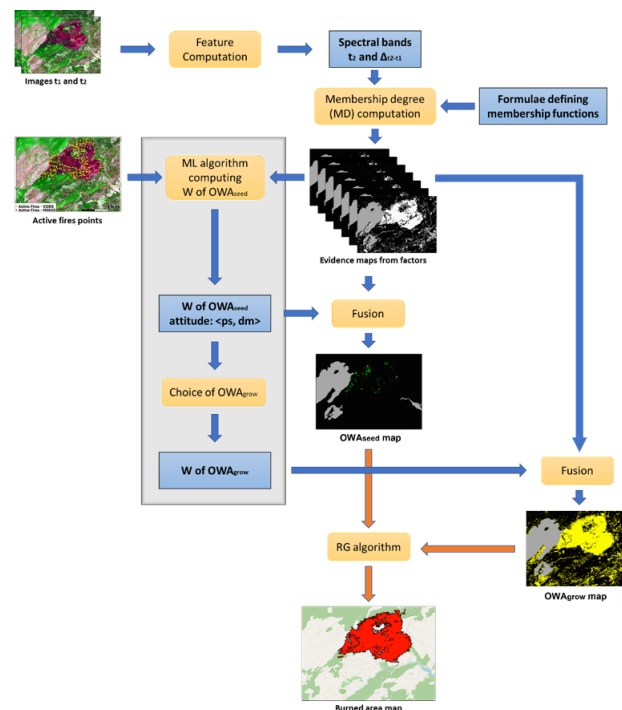 Feature
Computation
Spectral bands
t2 and Δt2-t1
Images t1 and t2
Membership degree
(MD) computation
Formulae defining
membership functions
ML algorithm
computing
W of OWAseed
Active fires points
Evidence maps from factors
W of OWAseed
attitude: <ps, dm>
Fusion
Choice of OWAgrow
OWAseed map
W of OWAgrow
Fusion
RG algorithm
OWAgrow map
Burned area map